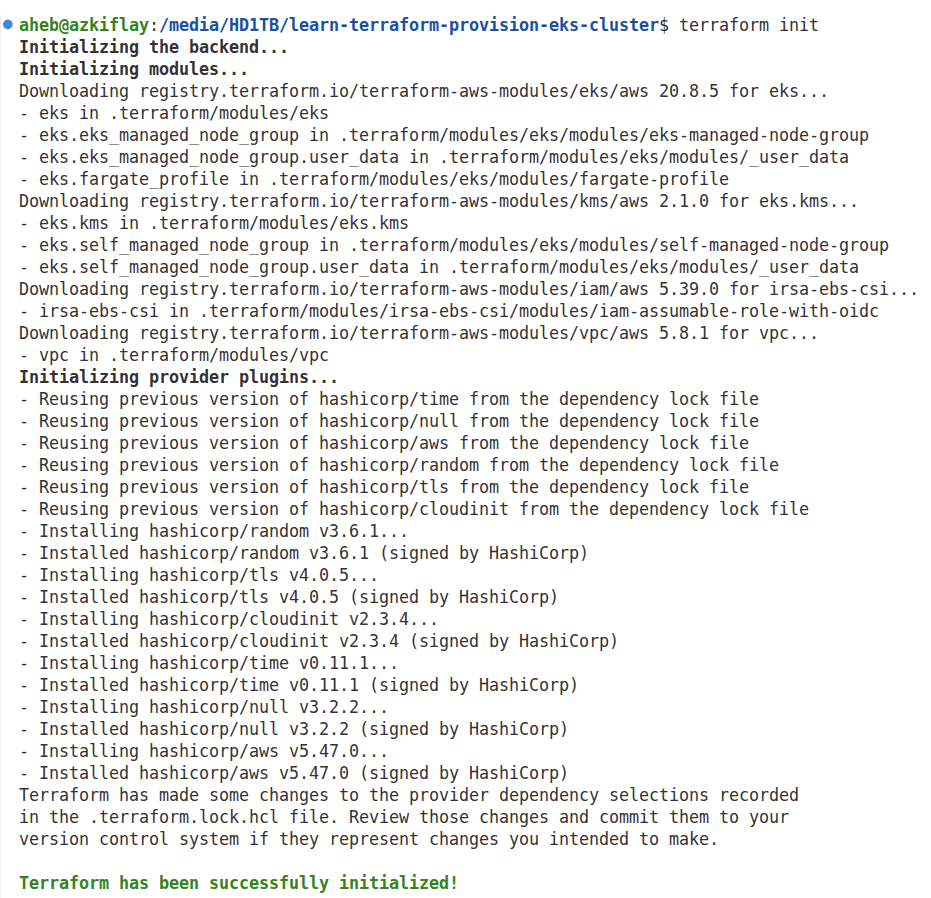 aheb@azkiflay:/media/HD1TB/learn-terraform-provision-eks-cluster$ terraform init
Initializing the backend...
Initializing modules...
Downloading registry.terraform.io/terraform-aws-modules/eks/aws 20.8.5 for eks...
- eks in .terraform/modules/eks
- eks.eks_managed_node_group in .terraform/modules/eks/modules/eks-managed-node-group
- eks.eks_managed_node_group.user_data in .terraform/modules/eks/modules/_user_data
- eks.fargate_profile in .terraform/modules/eks/modules/fargate-profile
Downloading registry.terraform.io/terraform-aws-modules/kms/aws 2.1.0 for eks.kms...
- eks.kms in .terraform/modules/eks.kms
- eks.self_managed_node_group in .terraform/modules/eks/modules/self-managed-node-group
- eks.self_managed_node_group.user_data in .terraform/modules/eks/modules/_user_data
Downloading registry.terraform.io/terraform-aws-modules/iam/aws 5.39.0 for irsa-ebs-csi...
- irsa-ebs-csi in .terraform/modules/irsa-ebs-csi/modules/iam-assumable-role-with-oidc
Downloading registry.terraform.io/terraform-aws-modules/vpc/aws 5.8.1 for vpc...
- vpc in .terraform/modules/vpc
Initializing provider plugins...
- Reusing previous version of hashicorp/time from the dependency lock file
- Reusing previous version of hashicorp/null from the dependency lock file
- Reusing previous version of hashicorp/aws from the dependency lock file
- Reusing previous version of hashicorp/random from the dependency lock file
- Reusing previous version of hashicorp/tls from the dependency lock file
- Reusing previous version of hashicorp/cloudinit from the dependency lock file
- Installing hashicorp/random v3.6.1...
- Installed hashicorp/random v3.6.1 (signed by HashiCorp)
- Installing hashicorp/tls v4.0.5...
- Installed hashicorp/tls v4.0.5 (signed by HashiCorp)
- Installing hashicorp/cloudinit v2.3.4...
- Installed hashicorp/cloudinit v2.3.4 (signed by HashiCorp)
- Installing hashicorp/time v0.11.1...
- Installed hashicorp/time v0.11.1 (signed by HashiCorp)
- Installing hashicorp/null v3.2.2...
- Installed hashicorp/null v3.2.2 (signed by HashiCorp)
- Installing hashicorp/aws v5.47.0...
- Installed hashicorp/aws v5.47.0 (signed by HashiCorp)
Terraform has made some changes to the provider dependency selections recorded
in the .terraform.lock.hcl file. Review those changes and commit them to your
version control system if they represent changes you intended to make.
Terraform has been successfully initialized!